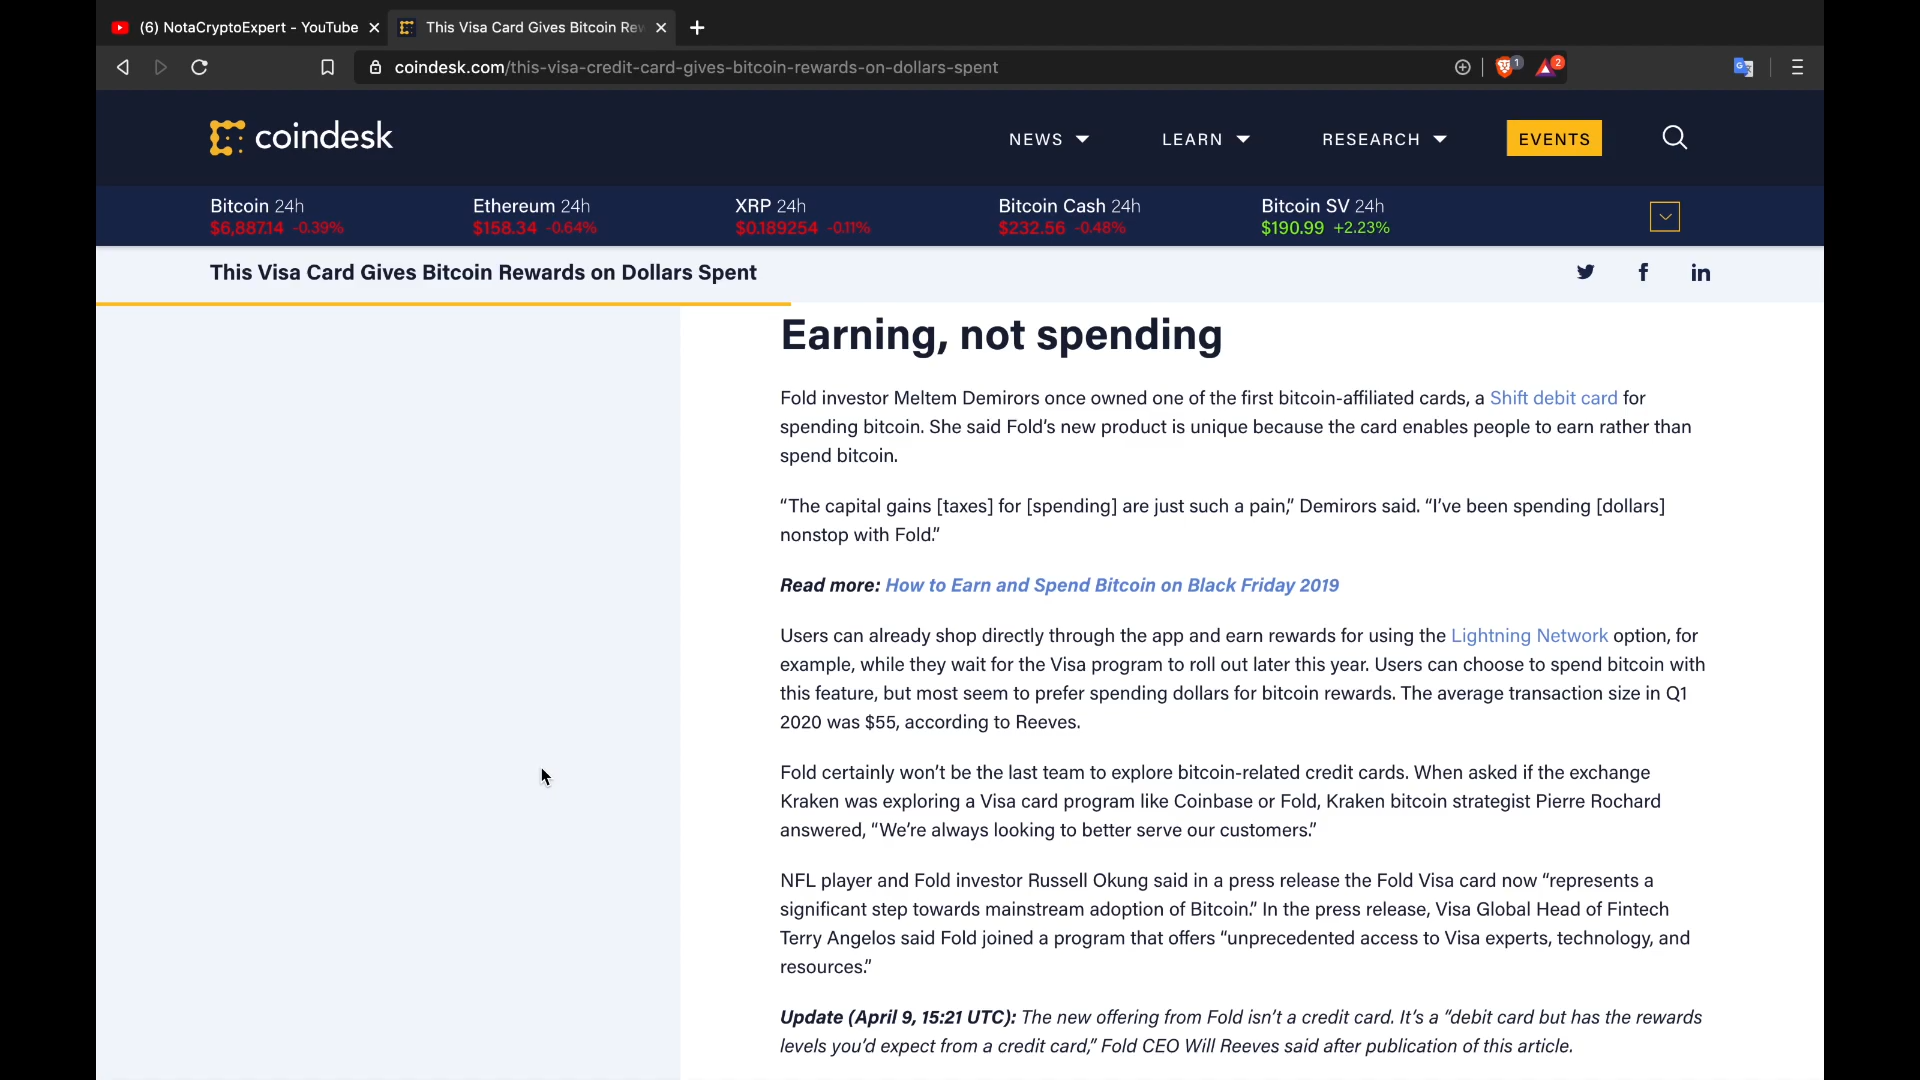 (6) NotaCryptoExpert - YouTube
This Visa Card Gives Bitcoin Rew
coindesk.com/this-visa-credit-card-gives-bitcoin-rewards-on-dollars-spent
1
2
coindesk
NEWS
LEARN
RESEARCH
EVENTS
Bitcoin 24h
$6,887.14 -0.39%
Ethereum 24h
$158.34 -0.64%
XRP 24h
$0.189254 -0.11%
Bitcoin Cash 24h
$232.56 -0.48%
Bitcoin SV 24h
$190.99 +2.23%
This Visa Card Gives Bitcoin Rewards on Dollars Spent
Earning, not spending
Fold investor Meltem Demirors once owned one of the first bitcoin-affiliated cards, a Shift debit card for
spending bitcoin. She said Fold's new product is unique because the card enables people to earn rather than
spend bitcoin.
“The capital gains [taxes] for [spending] are just such a pain,” Demirors said. “I've been spending [dollars]
nonstop with Fold.”
Read more: How to Earn and Spend Bitcoin on Black Friday 2019
Users can already shop directly through the app and earn rewards for using the Lightning Network option, for
example, while they wait for the Visa program to roll out later this year. Users can choose to spend bitcoin with
this feature, but most seem to prefer spending dollars for bitcoin rewards. The average transaction size in Q1
2020 was $55, according to Reeves.
Fold certainly won't be the last team to explore bitcoin-related credit cards. When asked if the exchange
Kraken was exploring a Visa card program like Coinbase or Fold, Kraken bitcoin strategist Pierre Rochard
answered, “We're always looking to better serve our customers.”
NFL player and Fold investor Russell Okung said in a press release the Fold Visa card now “represents a
significant step towards mainstream adoption of Bitcoin.” In the press release, Visa Global Head of Fintech
Terry Angelos said Fold joined a program that offers “unprecedented access to Visa experts, technology, and
resources.”
Update (April 9, 15:21 UTC): The new offering from Fold isn't a credit card. It's a “debit card but has the rewards
levels you'd expect from a credit card,” Fold CEO Will Reeves said after publication of this article.